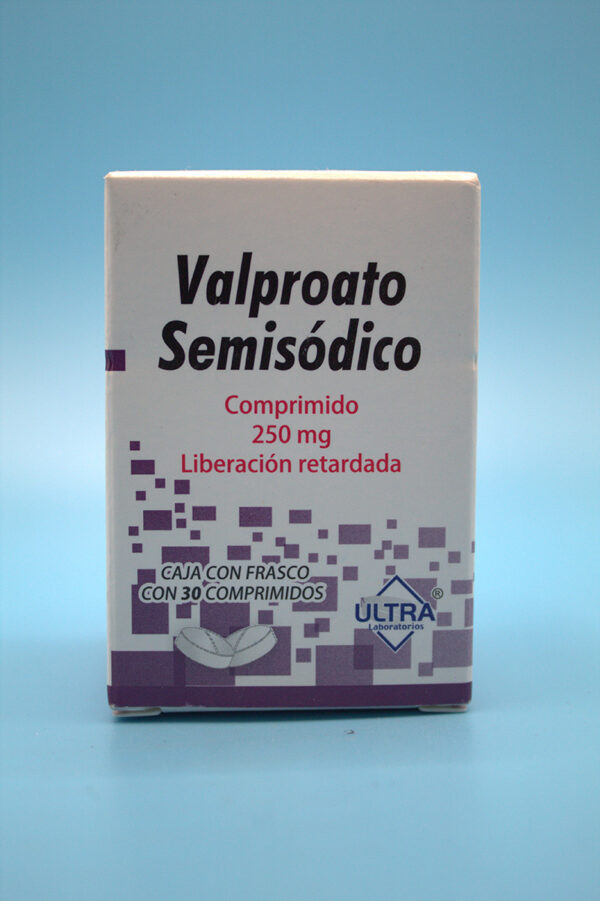 Valproato
Semisódico
Comprimido
250 mg
Liberación retardada
CAJA CON FRASCO
CON 30 COMPRIMIDOS
ULTRA®
Laboratorios